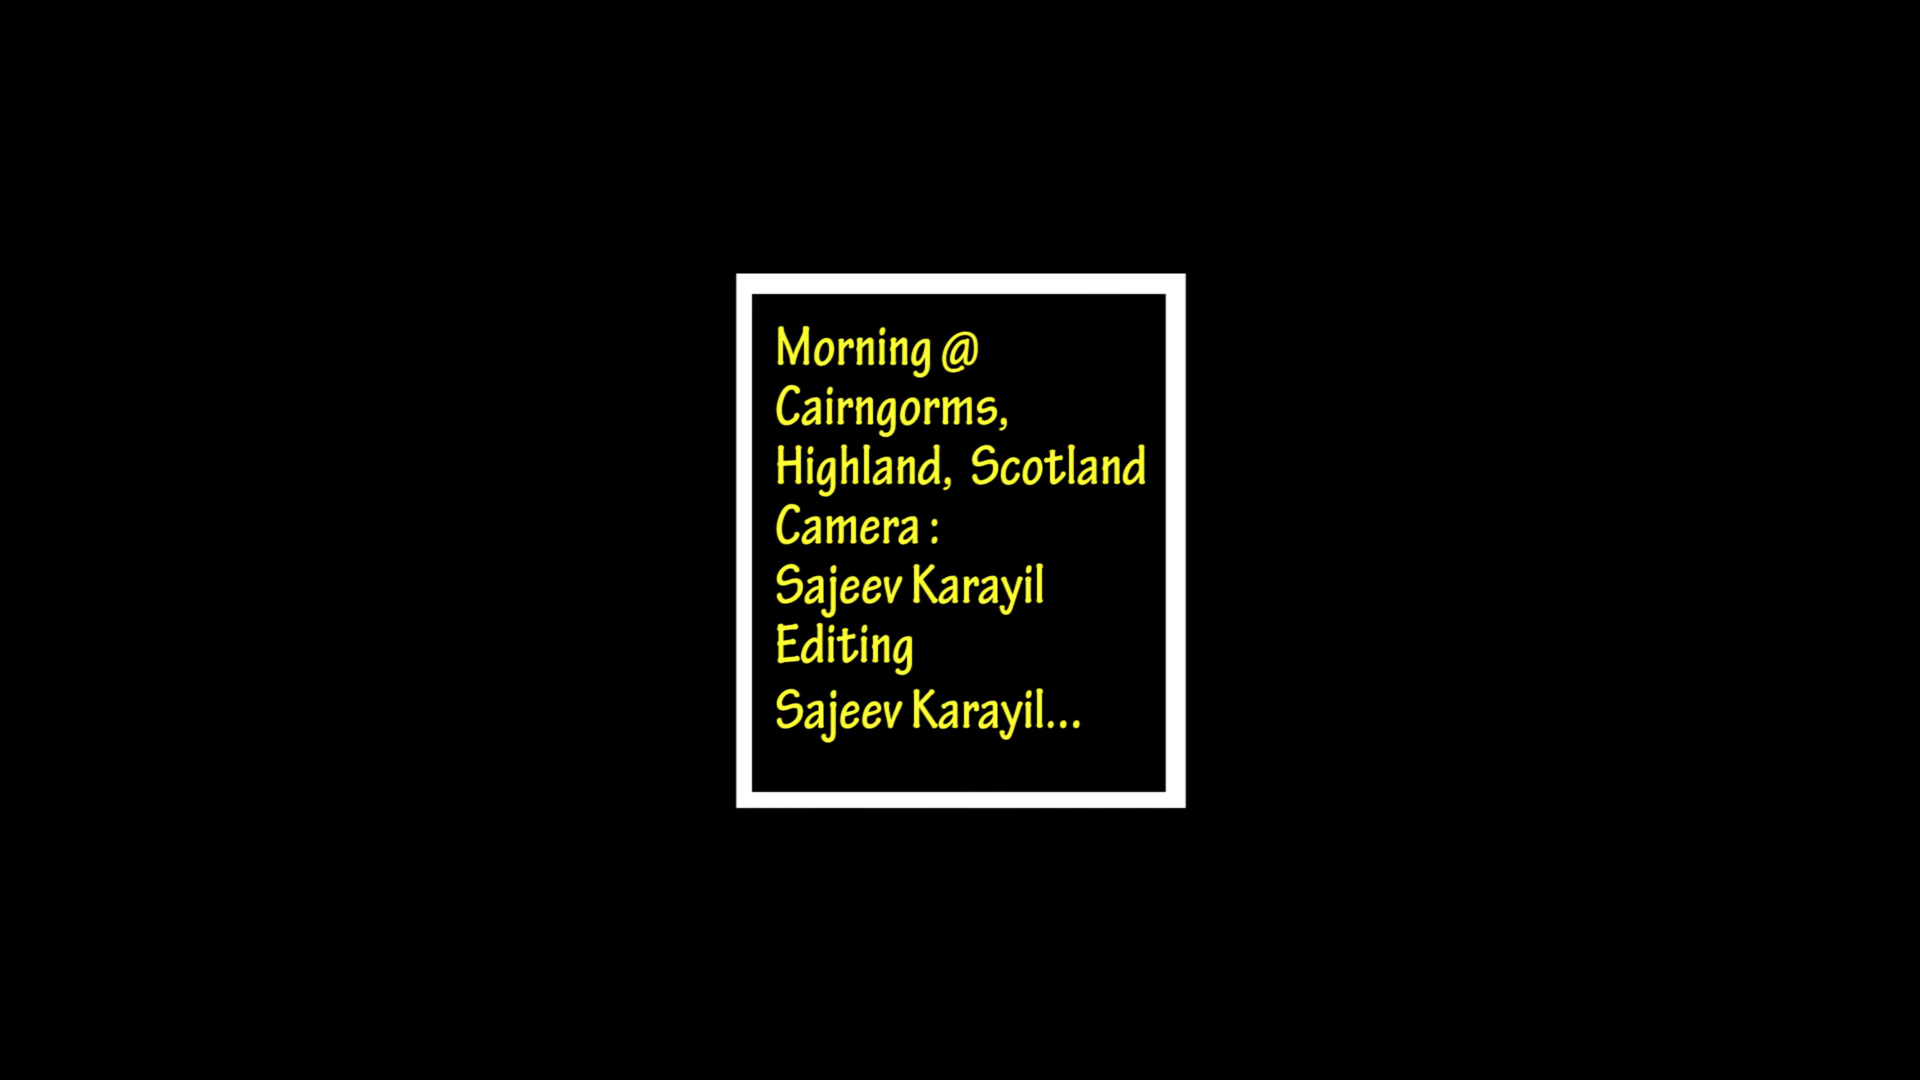 Morning @
Cairngorms,
Highland, Scotland
Camera :
Sajeev Karayil
Editing
Sajeev Karayil...